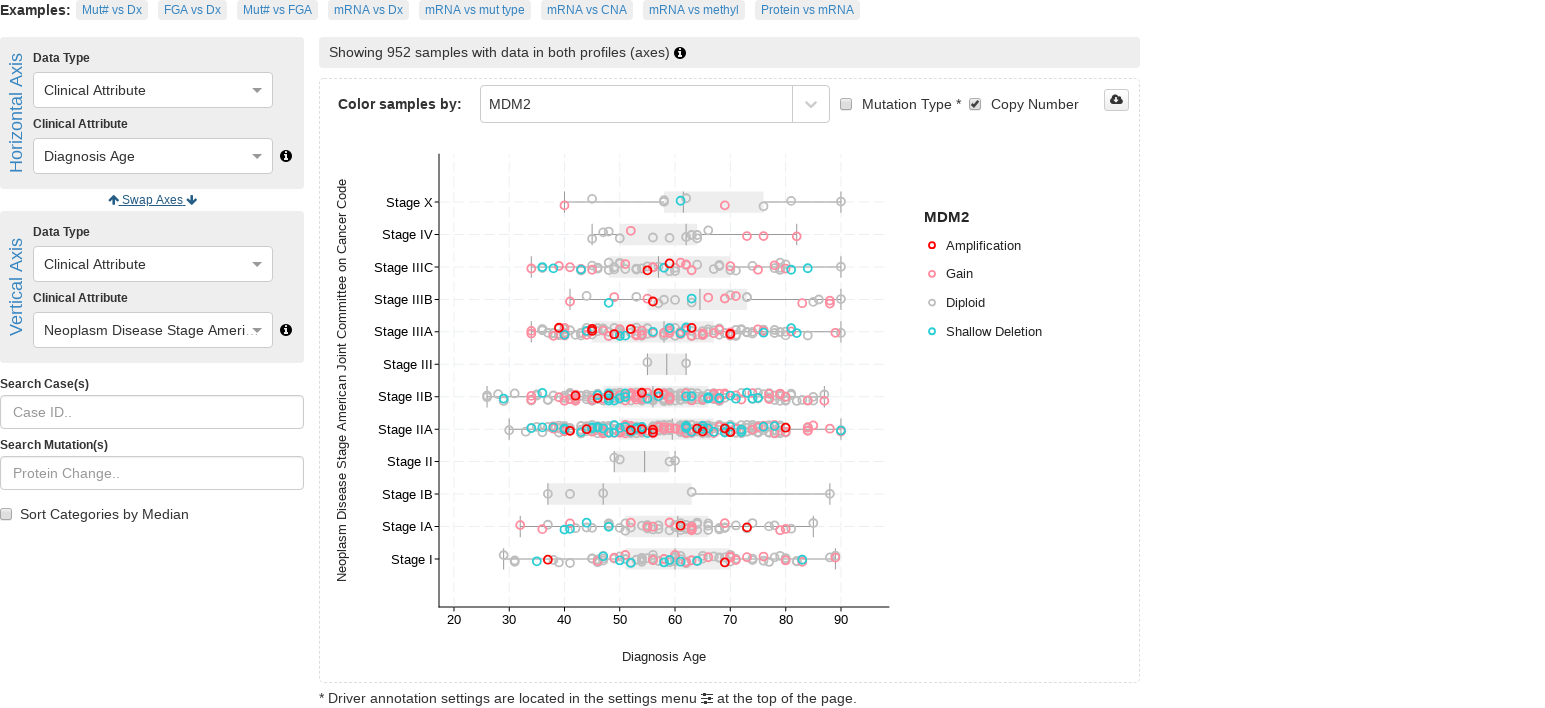 Examples: Mut# vs Dx FGA vs Dx Mut# vs FGA mRNA vs Dx mRNA vs mut type mRNA vs CNA mRNA vs methyl Protein vs mRNA
Horizontal Axis
Data Type
Clinical Attribute
Clinical Attribute
Diagnosis Age
Swap Axes
Vertical Axis
Data Type
Clinical Attribute
Clinical Attribute
Neoplasm Disease Stage Ameri...
Search Case(s)
Case ID..
Search Mutation(s)
Protein Change..
Sort Categories by Median
Showing 952 samples with data in both profiles (axes)
Color samples by: MDM2 Mutation Type * Copy Number
Neoplasm Disease Stage American Joint Committee on Cancer Code
Stage X
Stage IV
Stage IIIC
Stage IIIB
Stage IIIA
Stage III
Stage IIB
Stage IIA
Stage II
Stage IB
Stage IA
Stage I
20 30 40 50 60 70 80 90
Diagnosis Age
MDM2
Amplification
Gain
Diploid
Shallow Deletion
* Driver annotation settings are located in the settings menu at the top of the page.